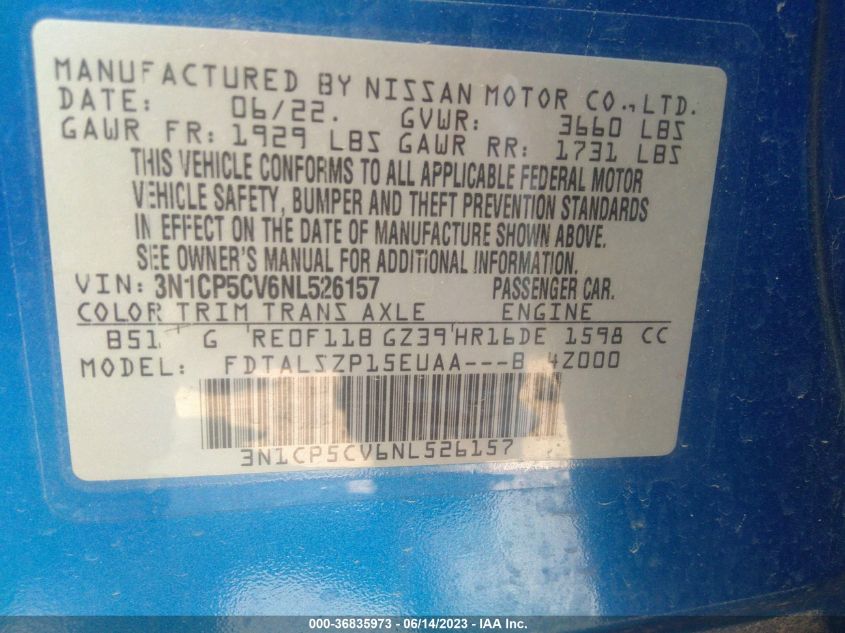 MANUFACTURED BY NISSAN MOTOR CO., LTD.
DATE: 06/22. GVWR: 3660 LBS
GAWR FR: 1929 LBS GAWR RR: 1731 LBS
THIS VEHICLE CONFORMS TO ALL APPLICABLE FEDERAL MOTOR
VEHICLE SAFETY, BUMPER AND THEFT PREVENTION STANDARDS
IN EFFECT ON THE DATE OF MANUFACTURE SHOWN ABOVE.
SEE OWNER'S MANUAL FOR ADDITIONAL INFORMATION.
VIN: 3N1CP5CV6NL526157 PASSENGER CAR.
COLOR TRIM TRANS AXLE ENGINE
B51 G RE0F11B GZ39 HR16DE 1598 CC
MODEL: FDTALSZP15EUAA---B 4Z000
3N1CP5CV6NL526157
000-36835973 - 06/14/2023 - IAA Inc.